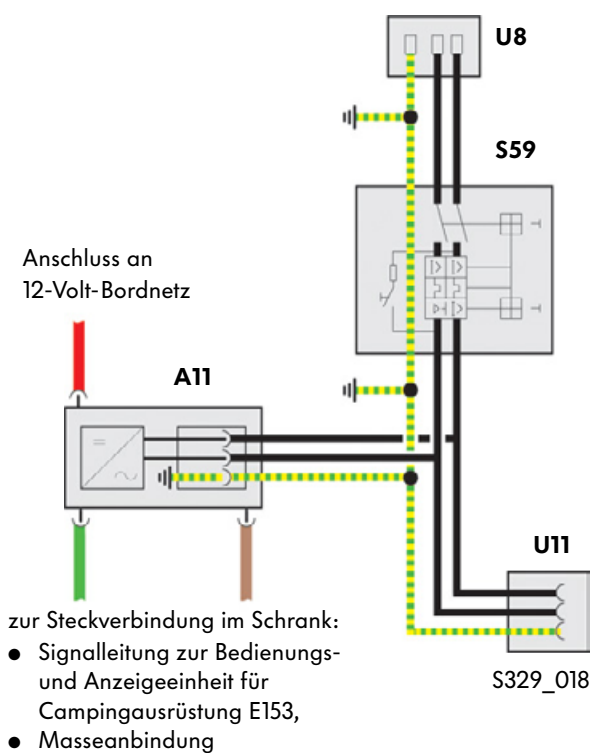 U8
S59
Anschluss an
12-Volt-Bordnetz
A11
U11
zur Steckverbindung im Schrank:
● Signalleitung zur Bedienungs-
und Anzeigeeinheit für
Campingausrüstung E153,
● Masseanbindung
S329_018